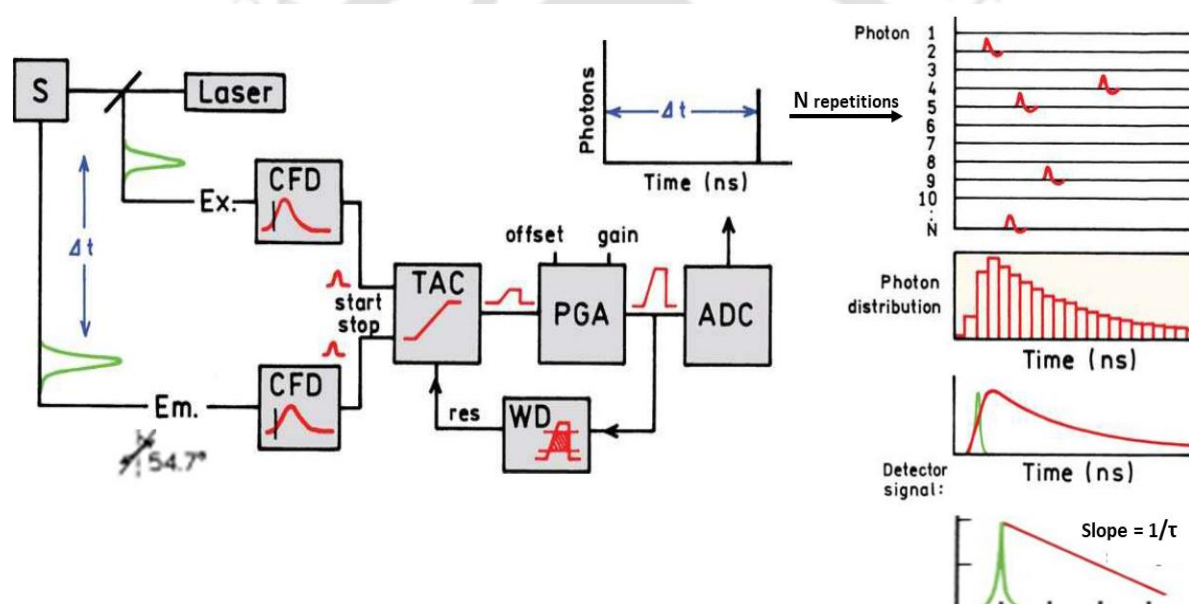 S
Laser
Δt
Ex.
CFD
start
stop
TAC
offset
gain
PGA
ADC
res
WD
Em.
CFD
54.7°
Photons
Δt
Time (ns)
N repetitions
Photon 1
2
3
4
5
6
7
8
9
10
N
Photon
distribution
Time (ns)
Time (ns)
Detector
signal:
Slope = 1/τ